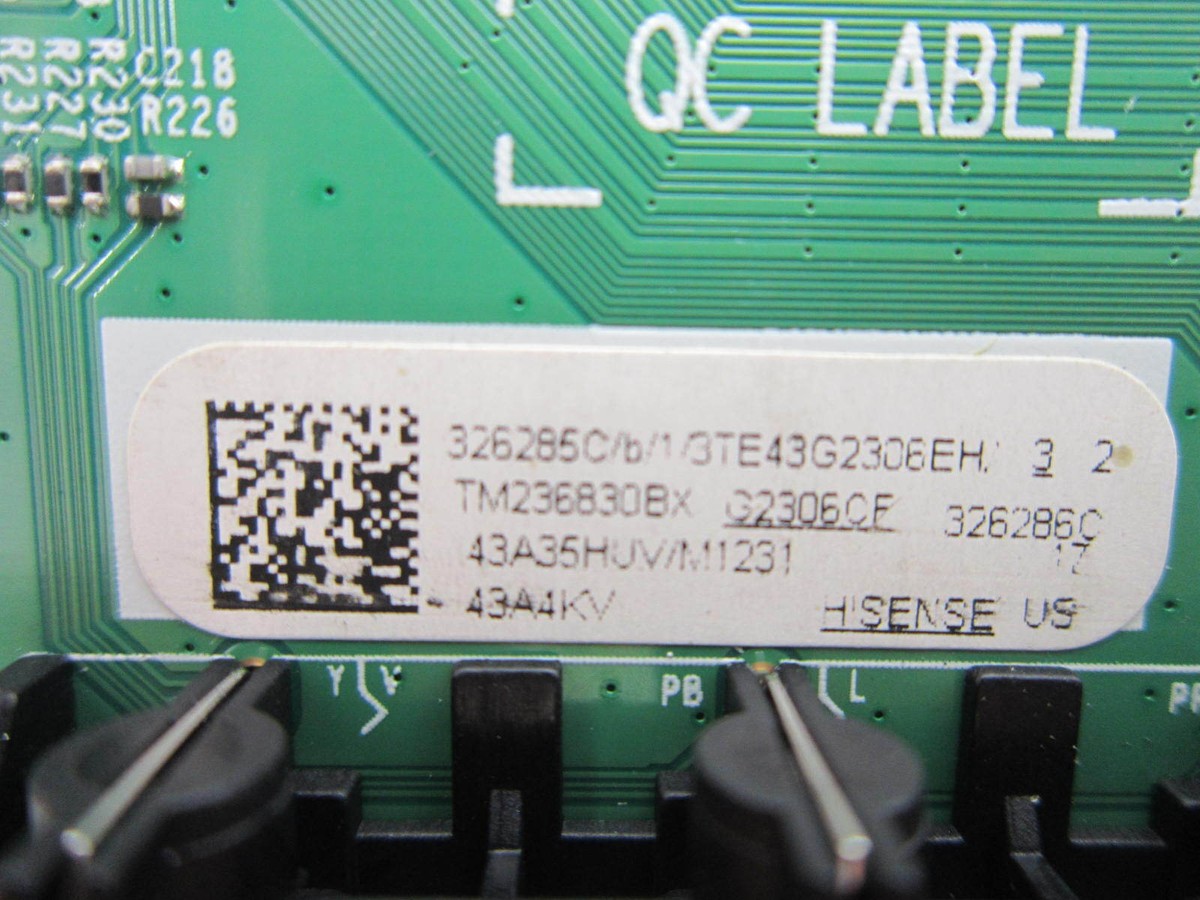 QC LABEL
C218
R226
R230
R227
R231
326285C/b/1/3TE43G2306EH/ 3 2
TM236830BX G2306CF 326286C
43A35HUV/M1231 17
43A4KV HISENSE US
Y/V
PB
L